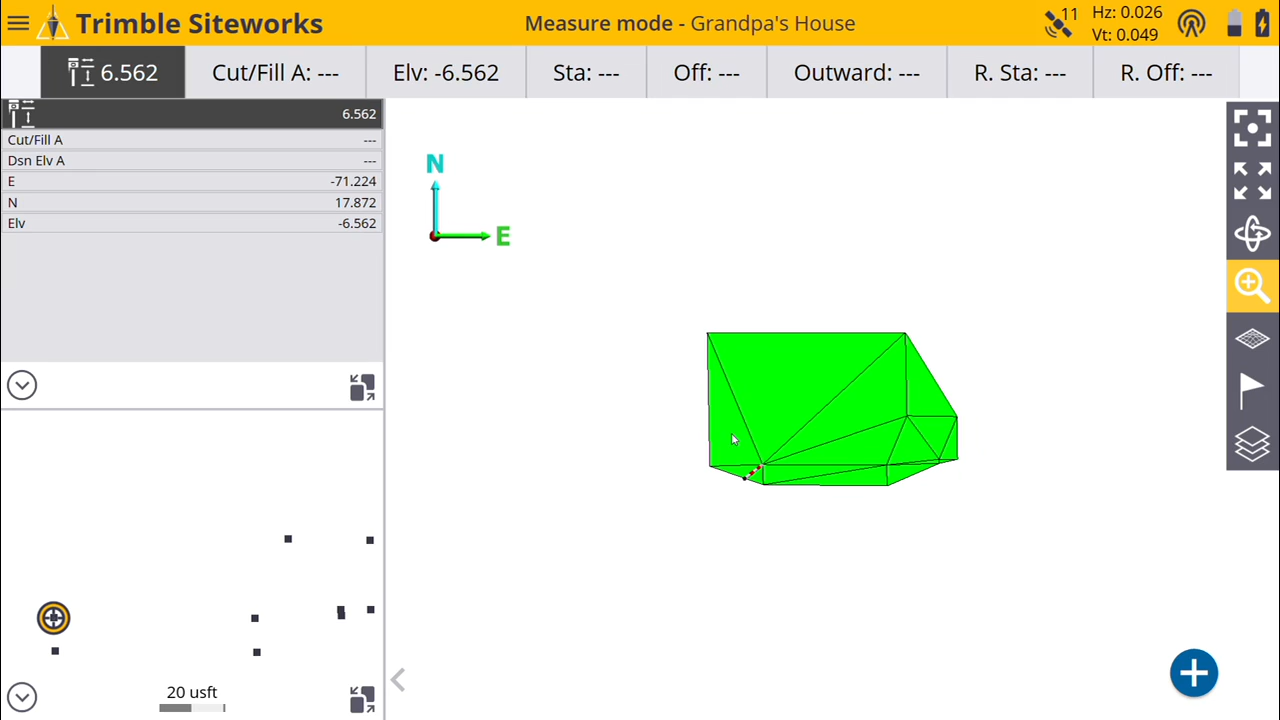 Trimble Siteworks
Measure mode - Grandpa's House
11
Hz: 0.026
Vt: 0.049
6.562
Cut/Fill A: ---
Elv: -6.562
Sta: ---
Off: ---
Outward: ---
R. Sta: ---
R. Off: ---
6.562
Cut/Fill A ---
Dsn Elv A ---
E -71.224
N 17.872
Elv -6.562
N
E
20 usft